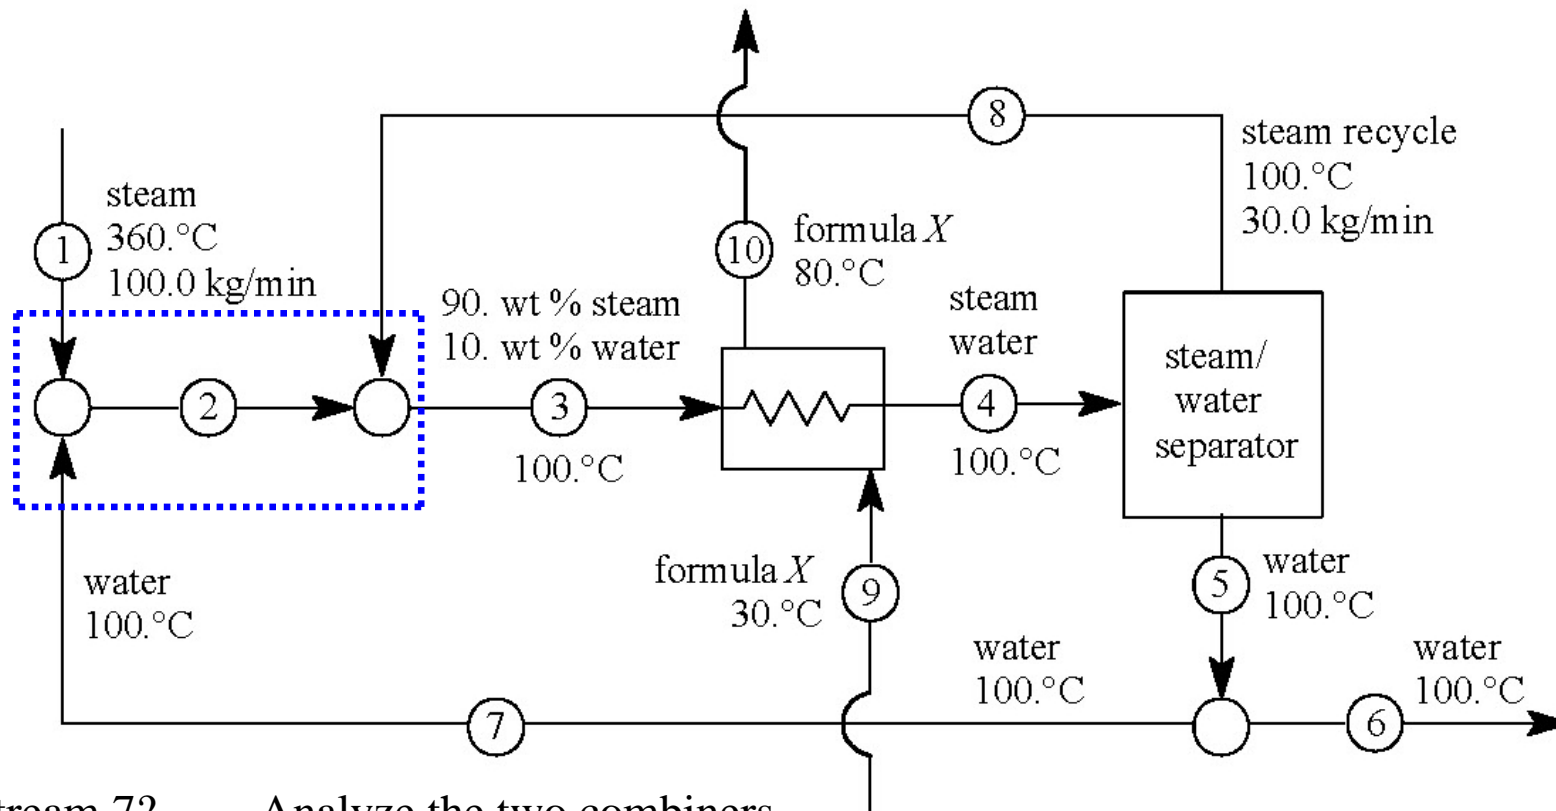 8
steam recycle
100.°C
30.0 kg/min
steam
360.°C
100.0 kg/min
1
10
formula X
80.°C
90. wt % steam
10. wt % water
steam
water
steam/
water
separator
2
3
4
100.°C
100.°C
water
100.°C
formula X
30.°C
9
5
water
100.°C
water
100.°C
water
100.°C
7
6
Analyze the two combiners